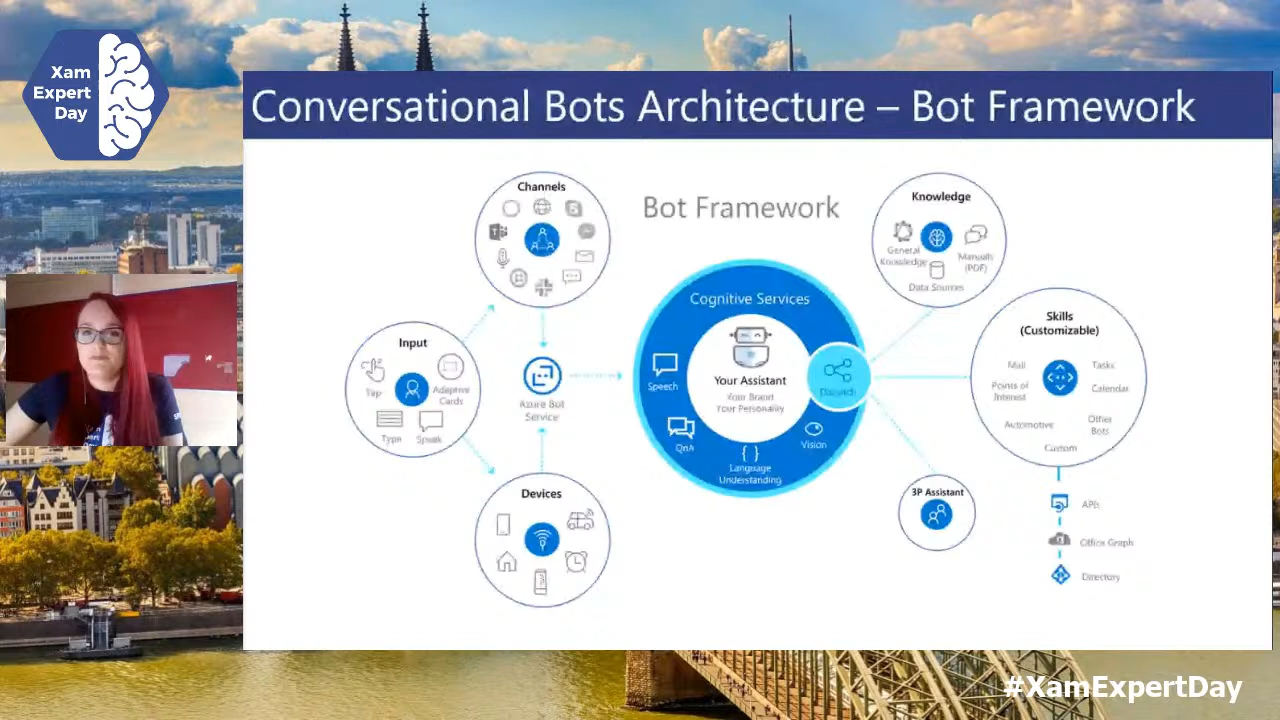 Xam
Expert
Day
Conversational Bots Architecture – Bot Framework
Bot Framework
Channels
Input
Tap
Adaptive
Cards
Type
Speak
Azure Bot
Service
Devices
Cognitive Services
Your Assistant
Your Brand
Your Personality
Speech
QnA
Language
Understanding
Vision
Dispatch
Knowledge
General
Knowledge
Manuals
(PDF)
Data Sources
Skills
(Customizable)
Mail
Tasks
Points of
Interest
Calendar
Automotive
Other
Bots
Custom
3P Assistant
APIs
Office Graph
Directory
#XamExpertDay